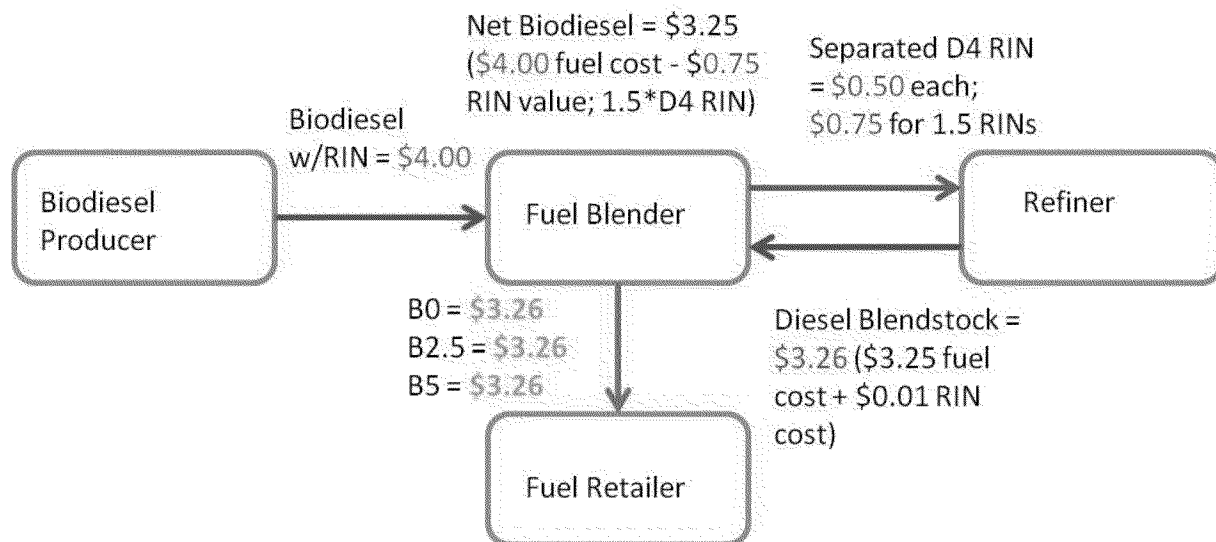 Net Biodiesel = $3.25
($4.00 fuel cost - $0.75
RIN value; 1.5*D4 RIN)
Separated D4 RIN
= $0.50 each;
$0.75 for 1.5 RINs
Biodiesel
w/RIN = $4.00
Biodiesel
Producer
Fuel Blender
Refiner
B0 = $3.26
B2.5 = $3.26
B5 = $3.26
Diesel Blendstock =
$3.26 ($3.25 fuel
cost + $0.01 RIN
cost)
Fuel Retailer